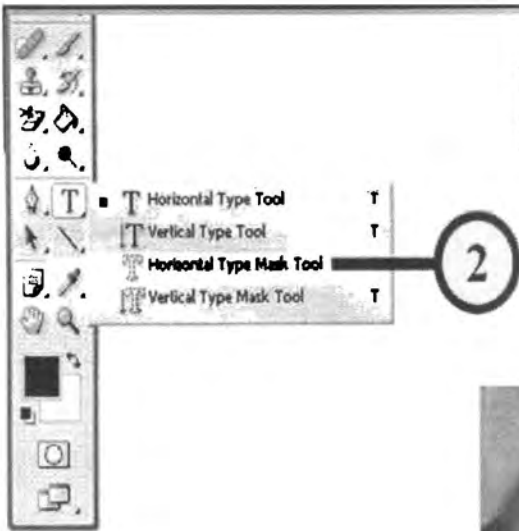 T Horizontal Type Tool T
T Vertical Type Tool T
T Horizontal Type Mask Tool
T Vertical Type Mask Tool T
2